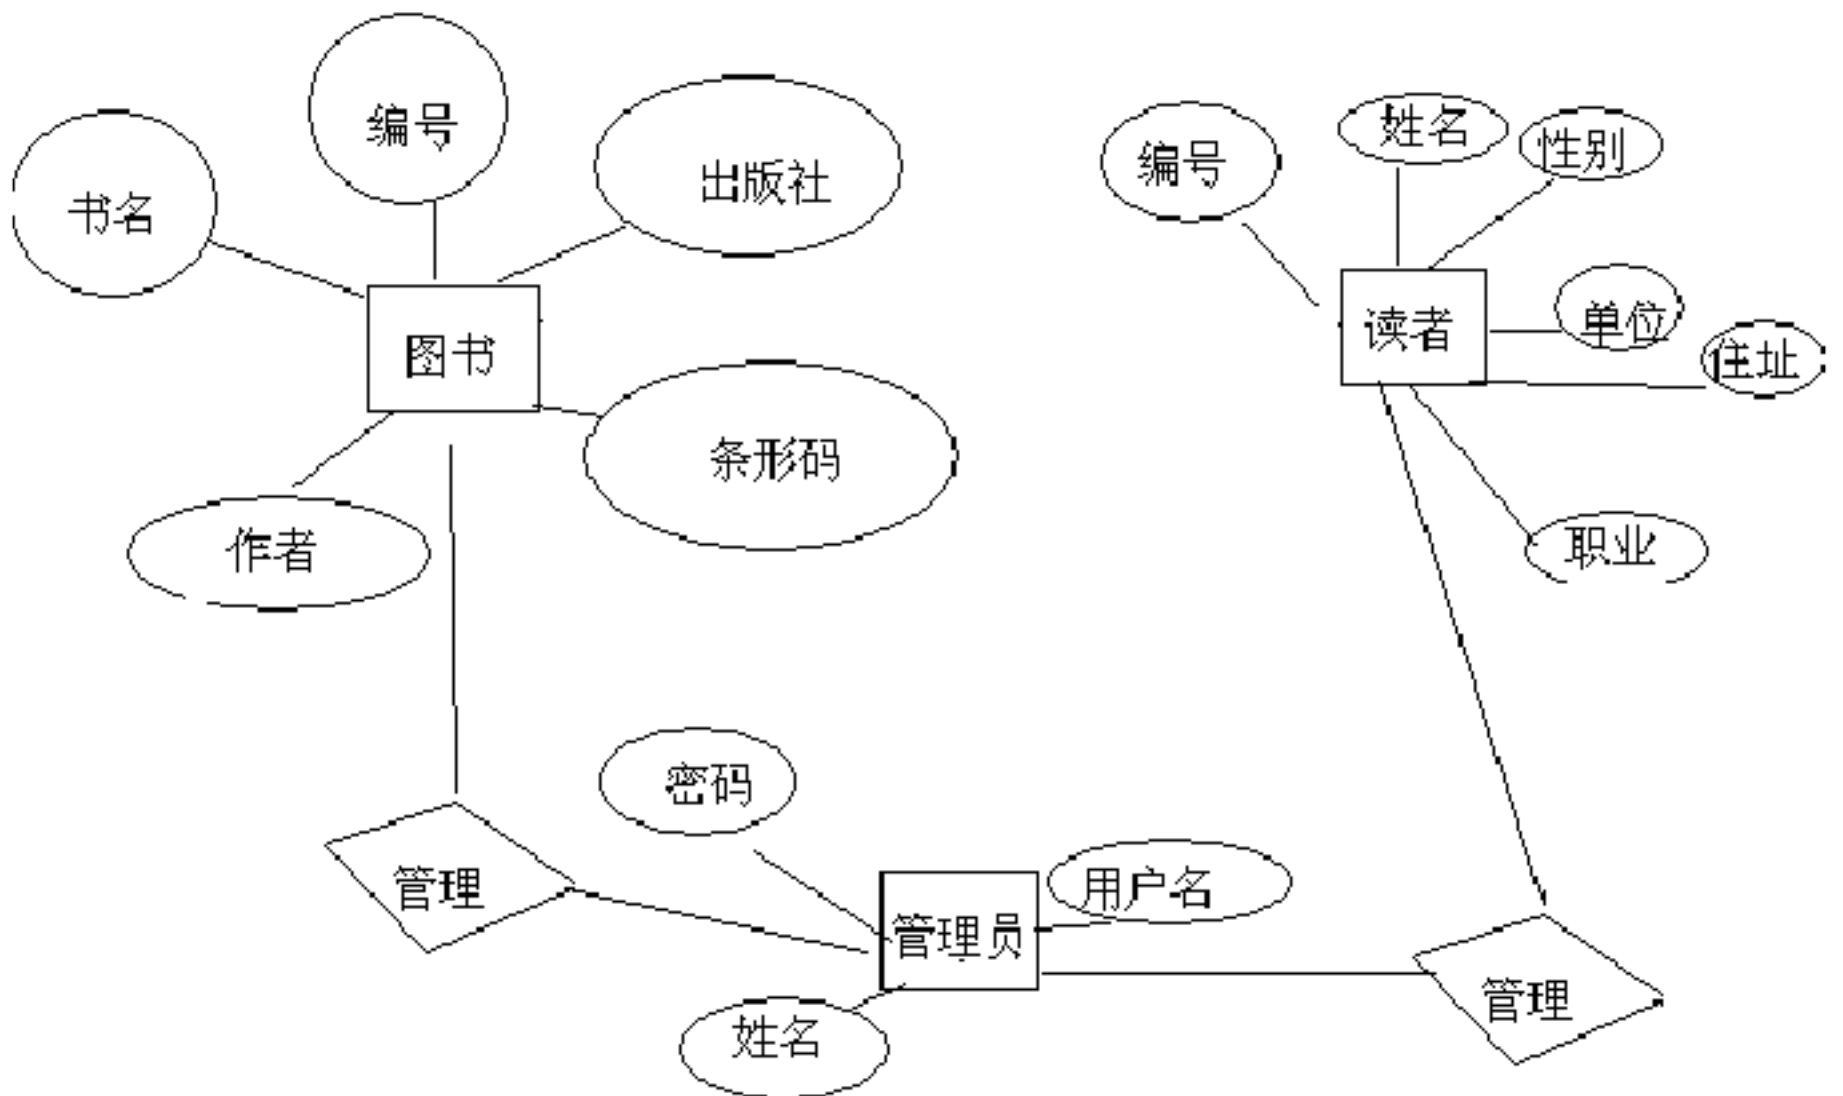 编号
书名
出版社
图书
条形码
作者
编号
姓名
性别
单位
住址
读者
职业
密码
管理
用户名
管理员
姓名
管理